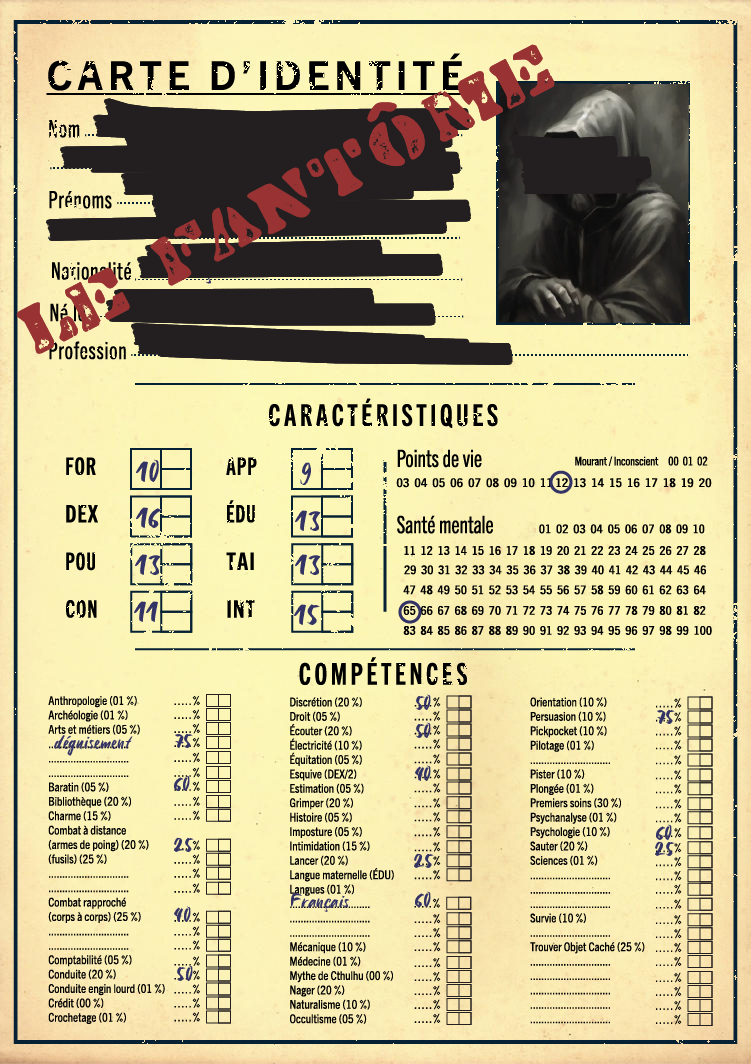 CARTE D'IDENTITÉ
LE FANTÔME
Nom
Prénoms
Nationalité
Né le
Profession
CARACTÉRISTIQUES
FOR 10 APP 9
DEX 16 ÉDU 13
POU 13 TAI 13
CON 11 INT 15
Points de vie Mourant / Inconscient 00 01 02
03 04 05 06 07 08 09 10 11 12 13 14 15 16 17 18 19 20
Santé mentale 01 02 03 04 05 06 07 08 09 10
11 12 13 14 15 16 17 18 19 20 21 22 23 24 25 26 27 28
29 30 31 32 33 34 35 36 37 38 39 40 41 42 43 44 45 46
47 48 49 50 51 52 53 54 55 56 57 58 59 60 61 62 63 64
65 66 67 68 69 70 71 72 73 74 75 76 77 78 79 80 81 82
83 84 85 86 87 88 89 90 91 92 93 94 95 96 97 98 99 100
COMPÉTENCES
Anthropologie (01 %) .....%
Archéologie (01 %) .....%
Arts et métiers (05 %) .....%
déguisement 75%
.....%
.....%
Baratin (05 %) 60%
Bibliothèque (20 %) .....%
Charme (15 %) .....%
Combat à distance
(armes de poing) (20 %) 25%
(fusils) (25 %) .....%
.....%
.....%
Combat rapproché
(corps à corps) (25 %) 40%
.....%
.....%
Comptabilité (05 %) .....%
Conduite (20 %) 50%
Conduite engin lourd (01 %) .....%
Crédit (00 %) .....%
Crochetage (01 %) .....%
Discrétion (20 %) 50%
Droit (05 %) .....%
Écouter (20 %) 50%
Électricité (10 %) .....%
Équitation (05 %) .....%
Esquive (DEX/2) 40%
Estimation (05 %) .....%
Grimper (20 %) .....%
Histoire (05 %) .....%
Imposture (05 %) .....%
Intimidation (15 %) .....%
Lancer (20 %) 25%
Langue maternelle (ÉDU) .....%
Langues (01 %)
Français 60%
.....%
.....%
Mécanique (10 %) .....%
Médecine (01 %) .....%
Mythe de Cthulhu (00 %) .....%
Nager (20 %) .....%
Naturalisme (10 %) .....%
Occultisme (05 %) .....%
Orientation (10 %) .....%
Persuasion (10 %) 75%
Pickpocket (10 %) .....%
Pilotage (01 %) .....%
.....%
Pister (10 %) .....%
Plongée (01 %) .....%
Premiers soins (30 %) .....%
Psychanalyse (01 %) .....%
Psychologie (10 %) 60%
Sauter (20 %) 25%
Sciences (01 %) .....%
.....%
.....%
.....%
Survie (10 %) .....%
.....%
Trouver Objet Caché (25 %) .....%
.....%
.....%
.....%
.....%
.....%